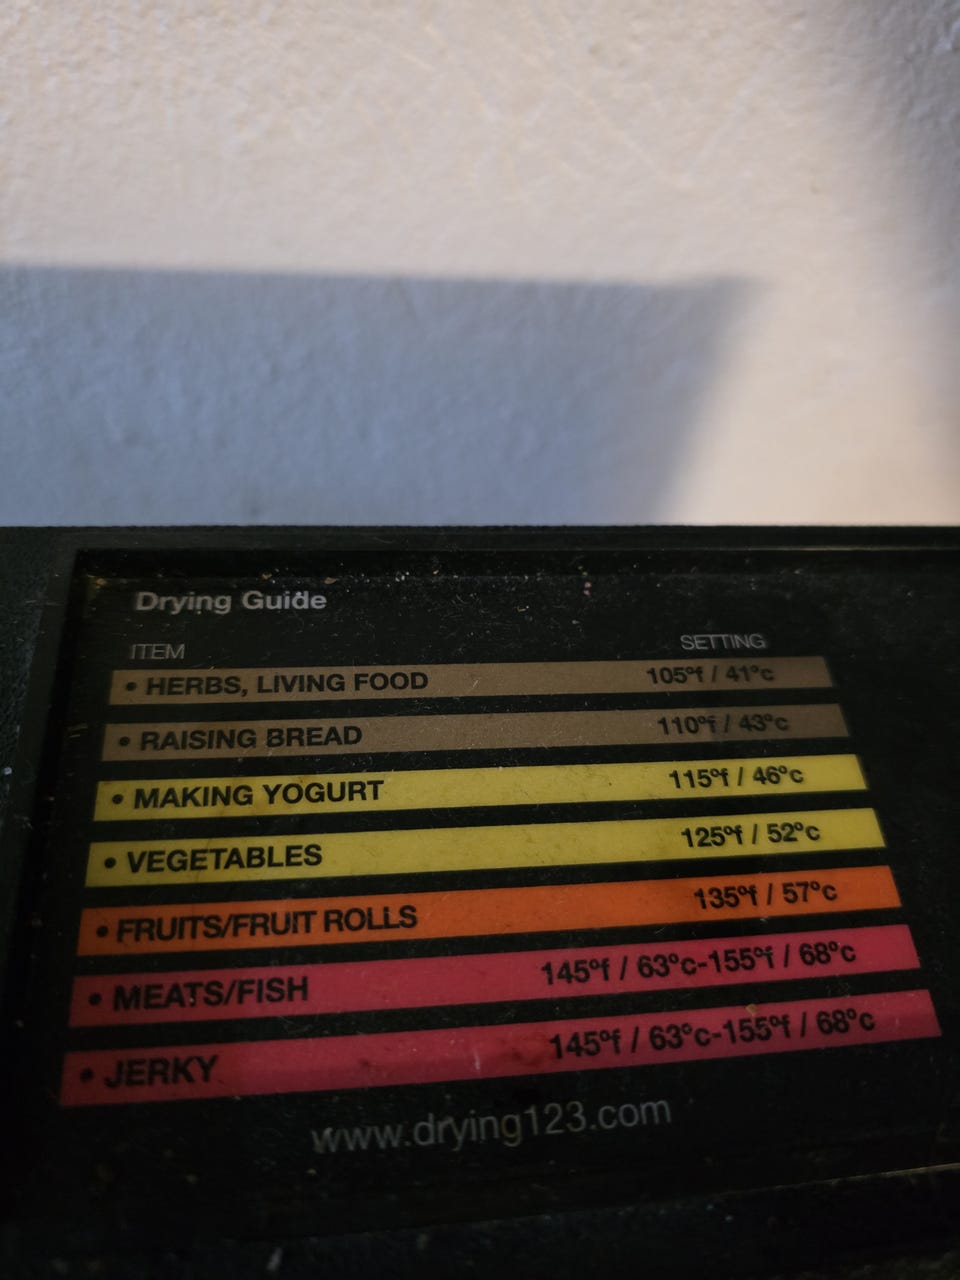 Drying Guide
ITEM SETTING
• HERBS, LIVING FOOD 105°f / 41°c
• RAISING BREAD 110°f / 43°c
• MAKING YOGURT 115°f / 46°c
• VEGETABLES 125°f / 52°c
• FRUITS/FRUIT ROLLS 135°f / 57°c
• MEATS/FISH 145°f / 63°c-155°f / 68°c
• JERKY 145°f / 63°c-155°f / 68°c
www.drying123.com